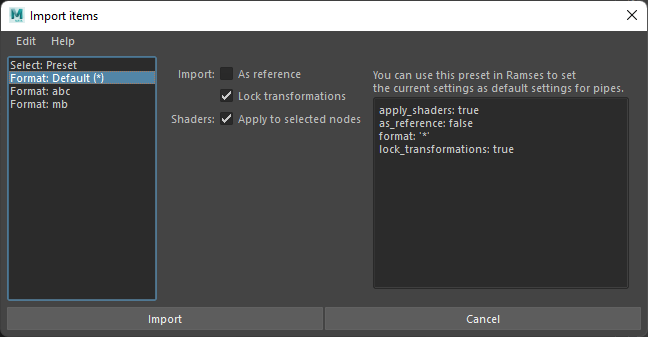 Import items
Edit Help
Select: Preset
Format: Default (*)
Format: abc
Format: mb
Import: As reference
Lock transformations
Shaders: Apply to selected nodes
You can use this preset in Ramses to set
the current settings as default settings for pipes.
apply_shaders: true
as_reference: false
format: '*'
lock_transformations: true
Import
Cancel